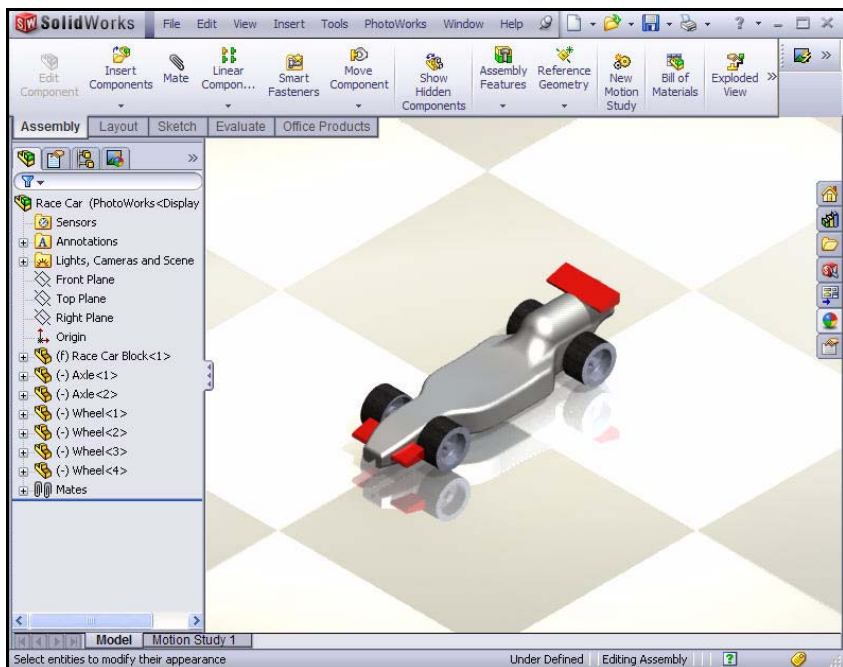 SolidWorks File Edit View Insert Tools PhotoWorks Window Help
Edit Component
Insert Components
Mate
Linear Compon...
Smart Fasteners
Move Component
Show Hidden Components
Assembly Features
Reference Geometry
New Motion Study
Bill of Materials
Exploded View
Assembly Layout Sketch Evaluate Office Products
Race Car (PhotoWorks<Display
Sensors
Annotations
Lights, Cameras and Scene
Front Plane
Top Plane
Right Plane
Origin
(f) Race Car Block<1>
(-) Axle<1>
(-) Axle<2>
(-) Wheel<1>
(-) Wheel<2>
(-) Wheel<3>
(-) Wheel<4>
Mates
Model Motion Study 1
Select entities to modify their appearance Under Defined Editing Assembly